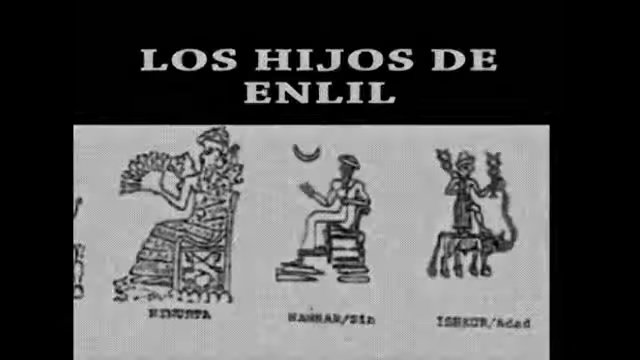 LOS HIJOS DE
ENLIL
NINURTA
NANNAR/Sin
ISHKUR/Adad